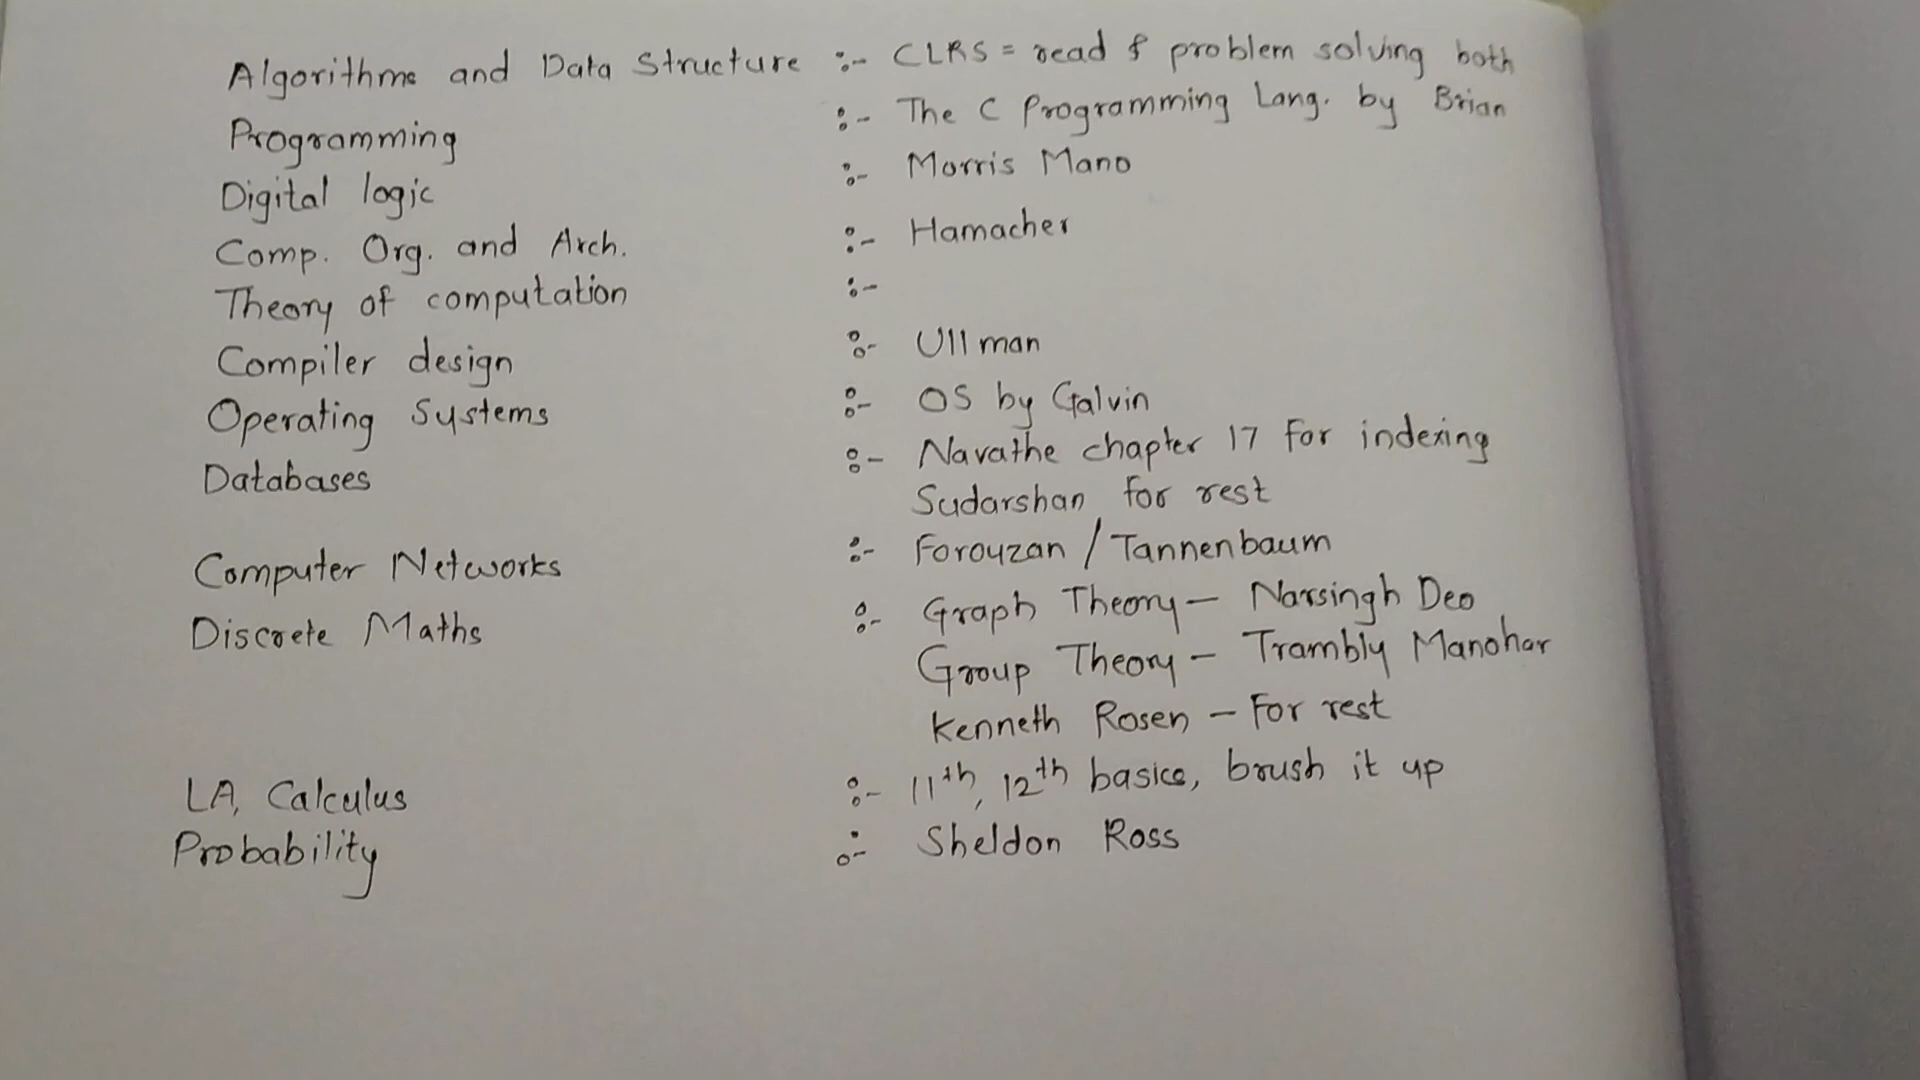 Algorithms and Data Structure :- CLRS = read & problem solving both
Programming :- The C Programming Lang. by Brian
Digital logic :- Morris Mano
Comp. Org. and Arch. :- Hamacher
Theory of computation :-
Compiler design :- Ullman
Operating Systems :- OS by Galvin
Databases :- Navathe chapter 17 for indexing
Sudarshan for rest
Computer Networks :- Forouzan / Tannenbaum
Discrete Maths :- Graph Theory - Narsingh Deo
Group Theory - Trambly Manohar
Kenneth Rosen - For rest
LA, Calculus :- 11th, 12th basics, brush it up
Probability :- Sheldon Ross